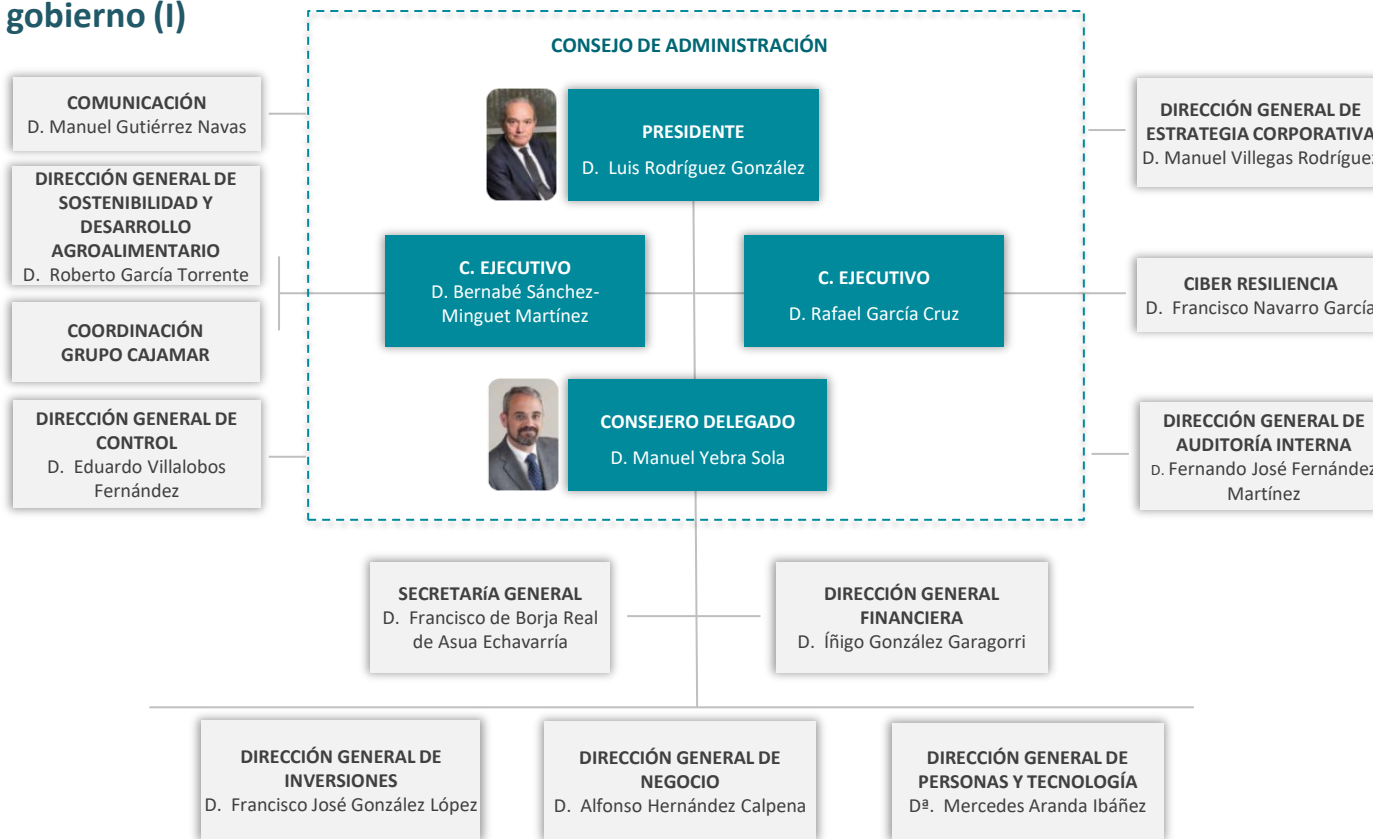 gobierno (I)
CONSEJO DE ADMINISTRACIÓN
COMUNICACIÓN
D. Manuel Gutiérrez Navas
PRESIDENTE
D. Luis Rodríguez González
DIRECCIÓN GENERAL DE
ESTRATEGIA CORPORATIVA
D. Manuel Villegas Rodríguez
DIRECCIÓN GENERAL DE
SOSTENIBILIDAD Y
DESARROLLO
AGROALIMENTARIO
D. Roberto García Torrente
C. EJECUTIVO
D. Bernabé Sánchez-
Minguet Martínez
C. EJECUTIVO
D. Rafael García Cruz
CIBER RESILIENCIA
D. Francisco Navarro García
COORDINACIÓN
GRUPO CAJAMAR
DIRECCIÓN GENERAL DE
CONTROL
D. Eduardo Villalobos
Fernández
CONSEJERO DELEGADO
D. Manuel Yebra Sola
DIRECCIÓN GENERAL DE
AUDITORÍA INTERNA
D. Fernando José Fernández
Martínez
SECRETARíA GENERAL
D. Francisco de Borja Real
de Asua Echavarría
DIRECCIÓN GENERAL
FINANCIERA
D. Íñigo González Garagorri
DIRECCIÓN GENERAL DE
INVERSIONES
D. Francisco José González López
DIRECCIÓN GENERAL DE
NEGOCIO
D. Alfonso Hernández Calpena
DIRECCIÓN GENERAL DE
PERSONAS Y TECNOLOGÍA
Dª. Mercedes Aranda Ibáñez